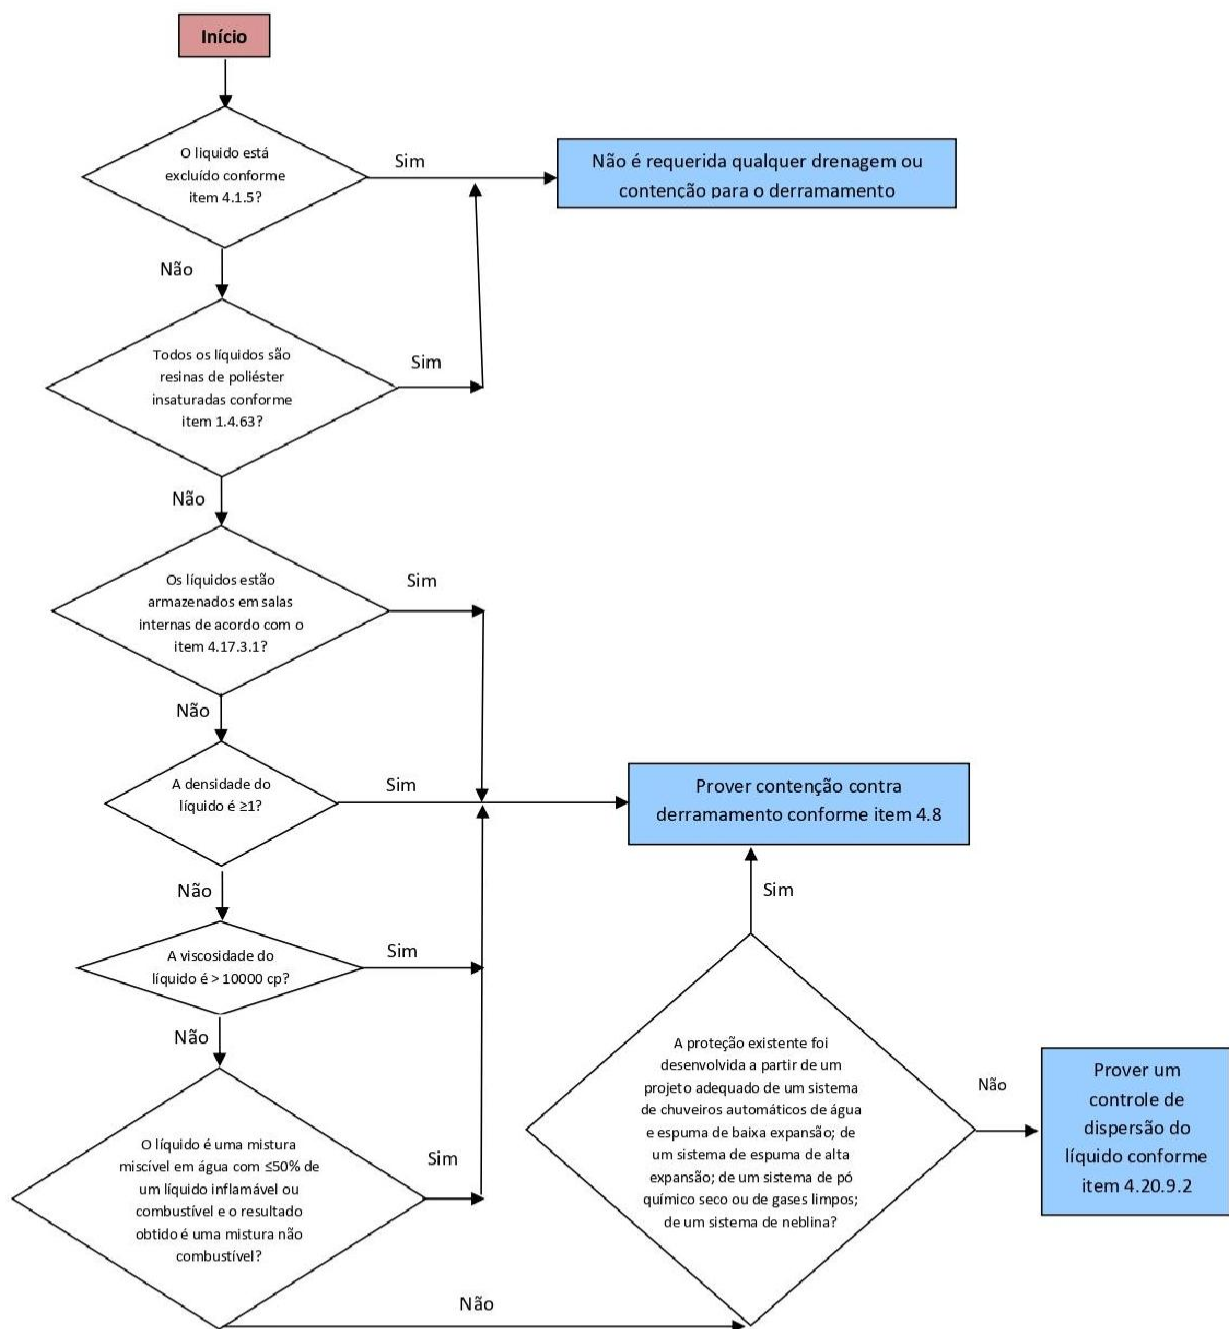 Início
O liquido está
excluído conforme
item 4.1.5?
Sim
Não é requerida qualquer drenagem ou
contenção para o derramamento
Não
Todos os líquidos são
resinas de poliéster
insaturadas conforme
item 1.4.63?
Sim
Não
Os líquidos estão
armazenados em salas
internas de acordo com o
item 4.17.3.1?
Sim
Não
A densidade do
líquido é ≥1?
Sim
Prover contenção contra
derramamento conforme item 4.8
Não
A viscosidade do
líquido é > 10000 cp?
Sim
Não
O líquido é uma mistura
miscível em água com ≤50% de
um líquido inflamável ou
combustível e o resultado
obtido é uma mistura não
combustível?
Sim
Não
A proteção existente foi
desenvolvida a partir de um
projeto adequado de um sistema
de chuveiros automáticos de água
e espuma de baixa expansão; de
um sistema de espuma de alta
expansão; de um sistema de pó
químico seco ou de gases limpos;
de um sistema de neblina?
Sim
Não
Prover um
controle de
dispersão do
líquido conforme
item 4.20.9.2